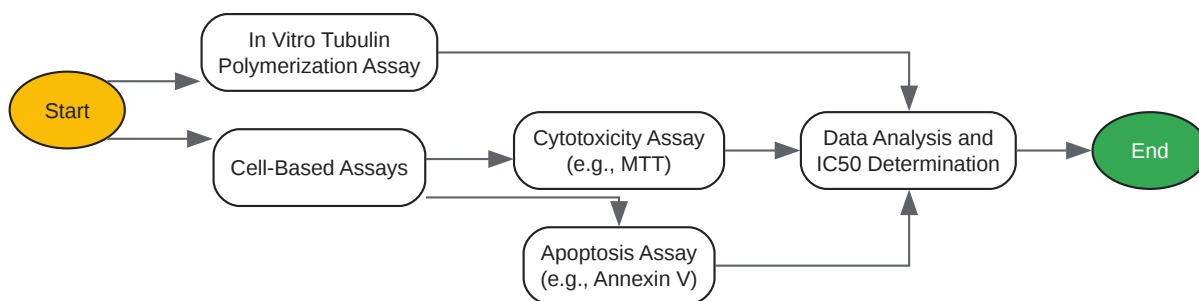 Start
In Vitro Tubulin
Polymerization Assay
Cell-Based Assays
Cytotoxicity Assay
(e.g., MTT)
Apoptosis Assay
(e.g., Annexin V)
Data Analysis and
IC50 Determination
End